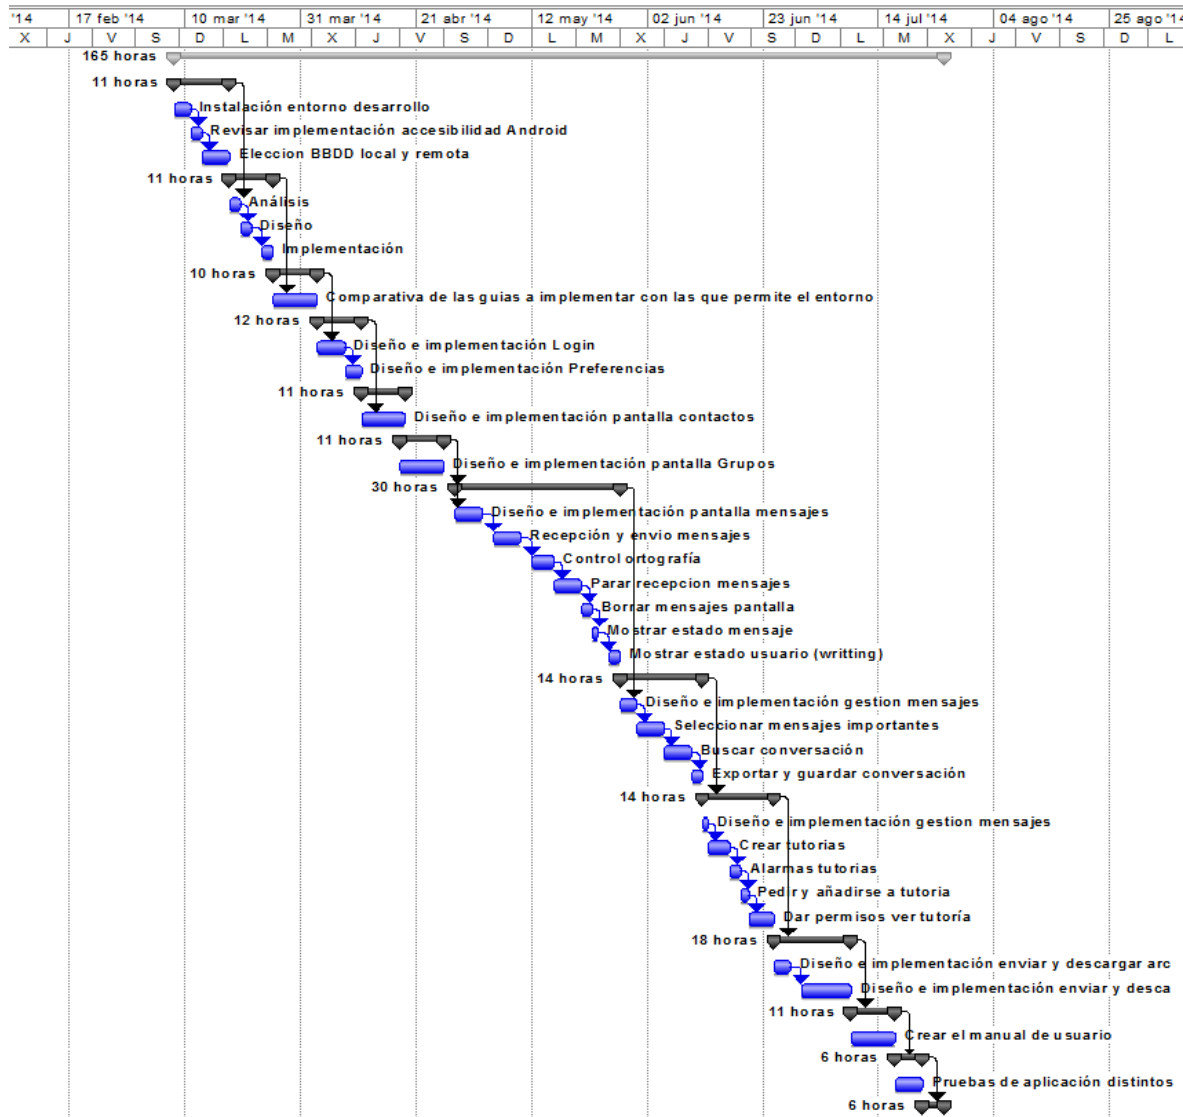 '14 17 feb '14 10 mar '14 31 mar '14 21 abr '14 12 may '14 02 jun '14 23 jun '14 14 jul '14 04 ago '14 25 ago '14
X J V S D L M X J V S D L M X J V S D L M X J V S D L
165 horas
11 horas
Instalación entorno desarrollo
Revisar implementación accesibilidad Android
Eleccion BBDD local y remota
11 horas
Análisis
Diseño
Implementación
10 horas
Comparativa de las guias a implementar con las que permite el entorno
12 horas
Diseño e implementación Login
Diseño e implementación Preferencias
11 horas
Diseño e implementación pantalla contactos
11 horas
Diseño e implementación pantalla Grupos
30 horas
Diseño e implementación pantalla mensajes
Recepción y envio mensajes
Control ortografía
Parar recepcion mensajes
Borrar mensajes pantalla
Mostrar estado mensaje
Mostrar estado usuario (writting)
14 horas
Diseño e implementación gestion mensajes
Seleccionar mensajes importantes
Buscar conversación
Exportar y guardar conversación
14 horas
Diseño e implementación gestion mensajes
Crear tutorias
Alarmas tutorias
Pedir y añadirse a tutoria
Dar permisos ver tutoría
18 horas
Diseño e implementación enviar y descargar arc
Diseño e implementación enviar y desca
11 horas
Crear el manual de usuario
6 horas
Pruebas de aplicación distintos
6 horas